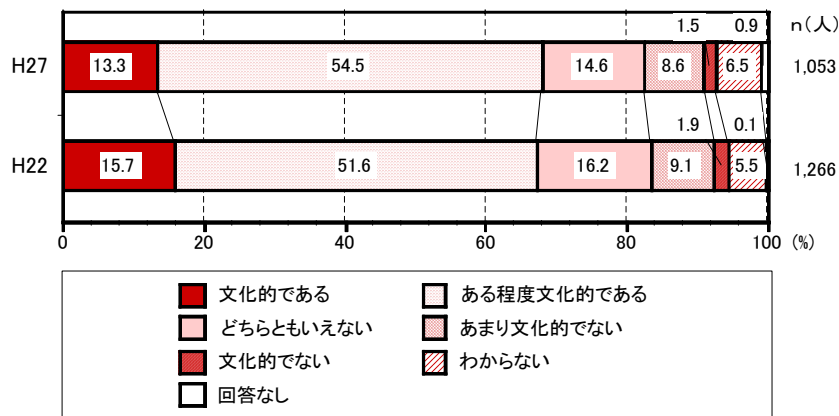 1.5 0.9 n(人)
H27 13.3 54.5 14.6 8.6 6.5 1,053
1.9 0.1
H22 15.7 51.6 16.2 9.1 5.5 1,266
0 20 40 60 80 100 (%)
文化的である ある程度文化的である
どちらともいえない あまり文化的でない
文化的でない わからない
回答なし